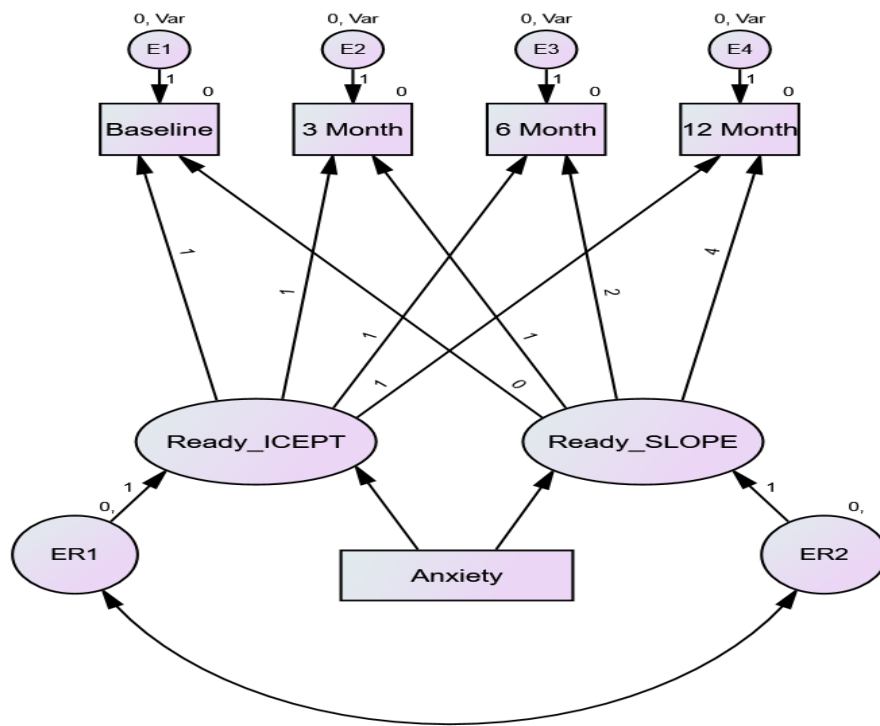 0, Var
0, Var
0, Var
0, Var
E1
E2
E3
E4
1
1
1
1
0
0
0
0
Baseline
3 Month
6 Month
12 Month
1
1
1
1
0
1
2
4
Ready_ICEPT
Ready_SLOPE
1
0,
1
0,
ER1
ER2
Anxiety